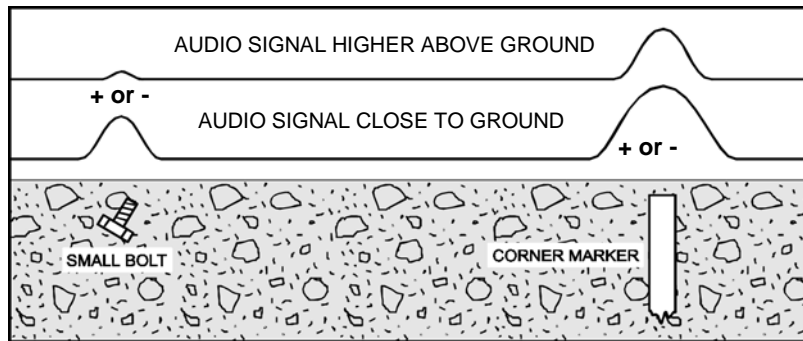 AUDIO SIGNAL HIGHER ABOVE GROUND
+ or -
AUDIO SIGNAL CLOSE TO GROUND
+ or -
SMALL BOLT
CORNER MARKER